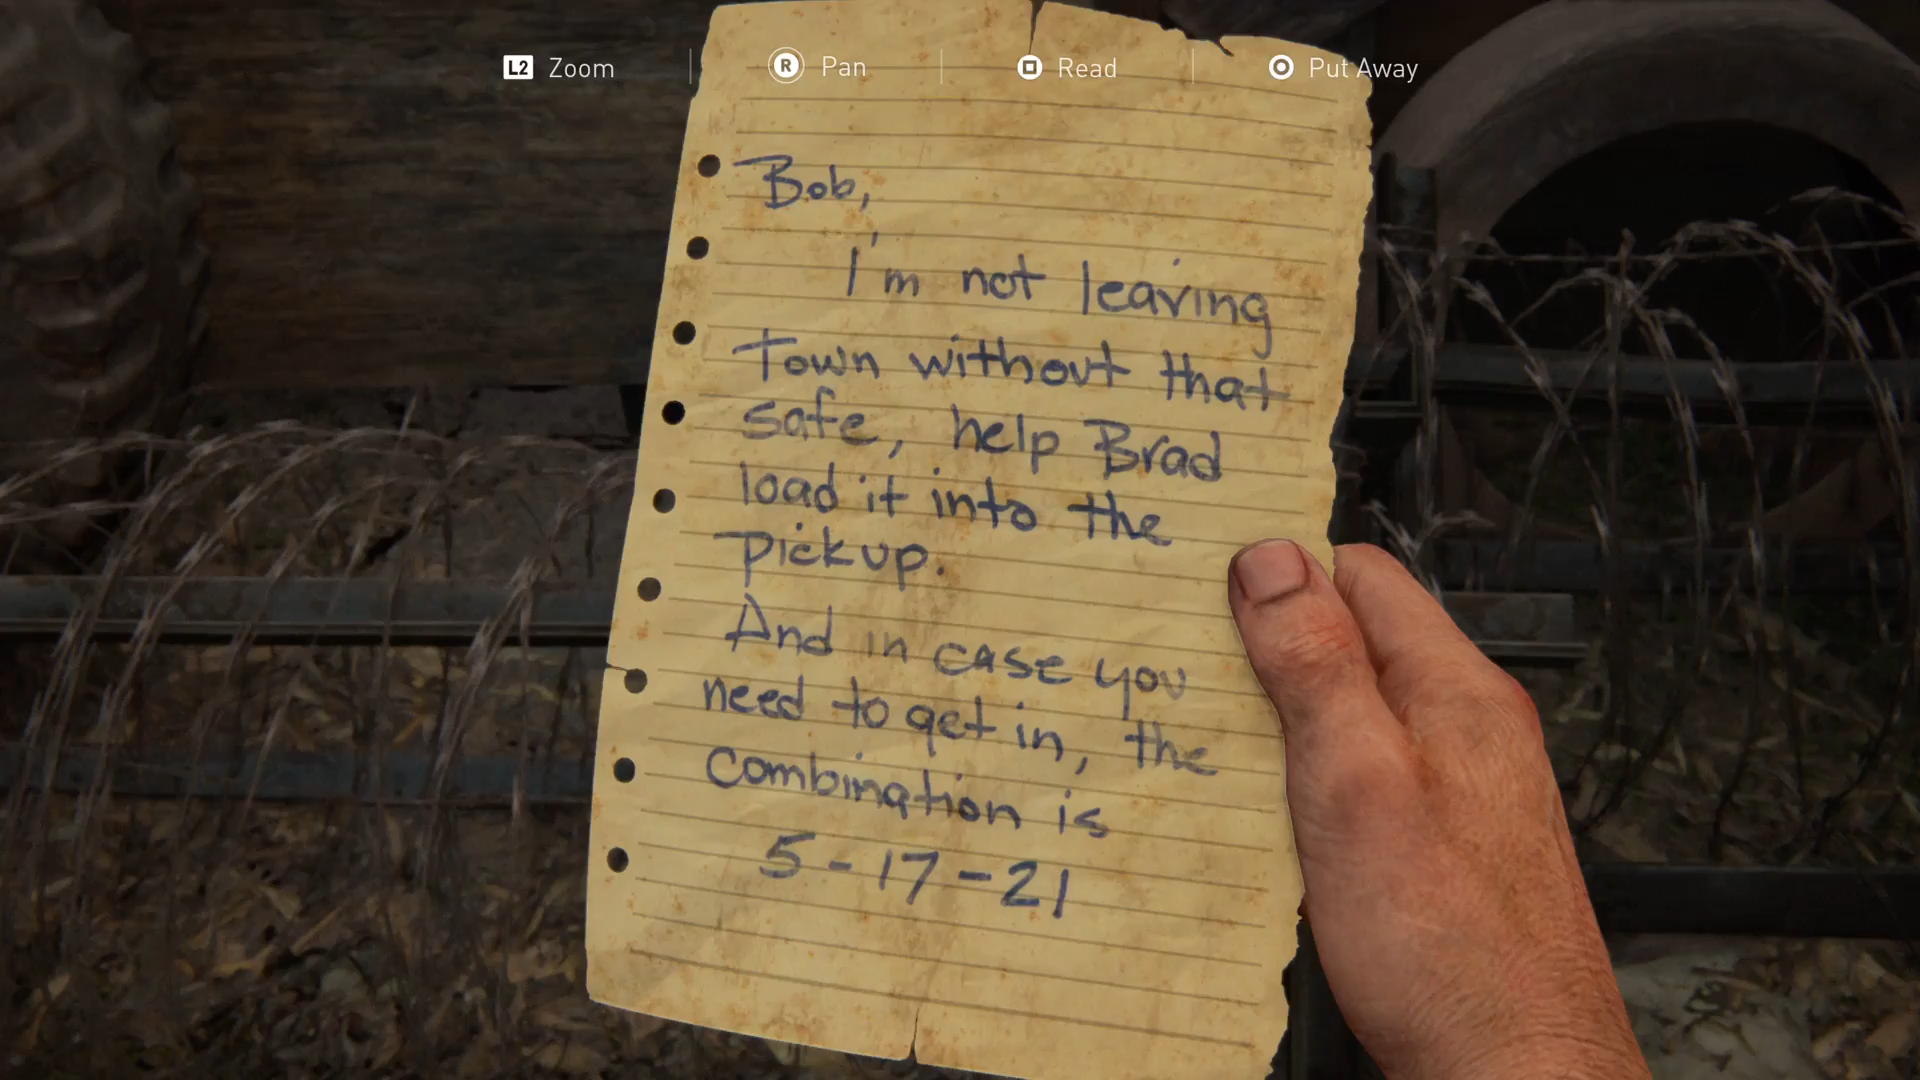 L2 Zoom R Pan Read Put Away
Bob,
I'm not leaving
Town without that
safe, help Brad
load it into the
pickup.
And in case you
need to get in, the
Combination is
5-17-21